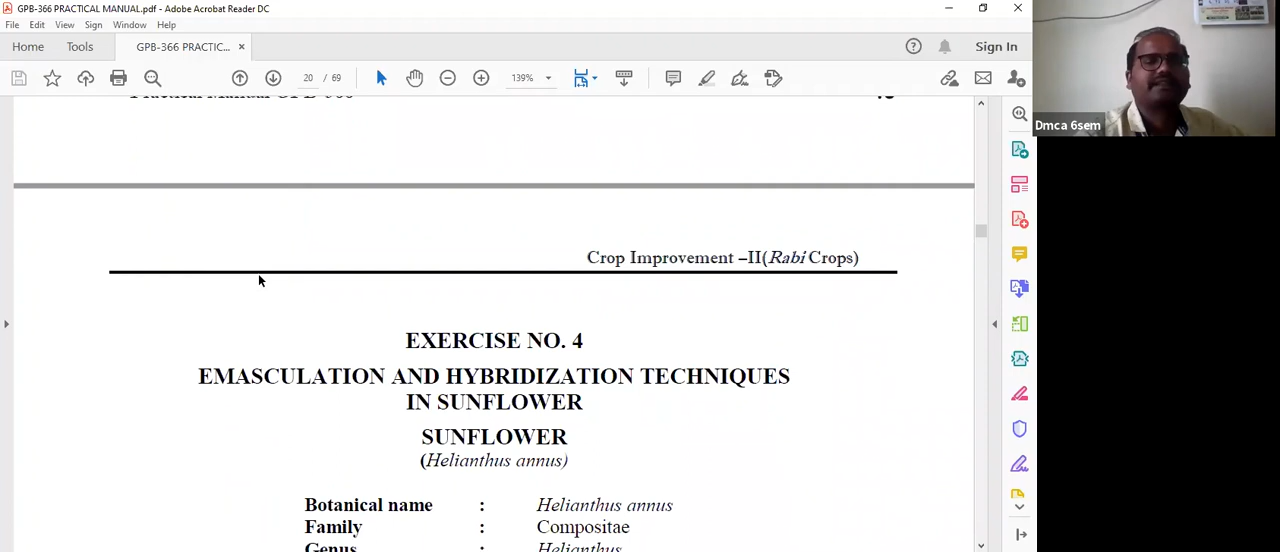 GPB-366 PRACTICAL MANUAL.pdf - Adobe Acrobat Reader DC
File Edit View Sign Window Help
Home Tools GPB-366 PRACTIC... × Sign In
20 / 69 139%
Dmca 6sem
Crop Improvement –II(Rabi Crops)
EXERCISE NO. 4
EMASCULATION AND HYBRIDIZATION TECHNIQUES
IN SUNFLOWER
SUNFLOWER
(Helianthus annus)
Botanical name : Helianthus annus
Family : Compositae
Genus : Helianthus